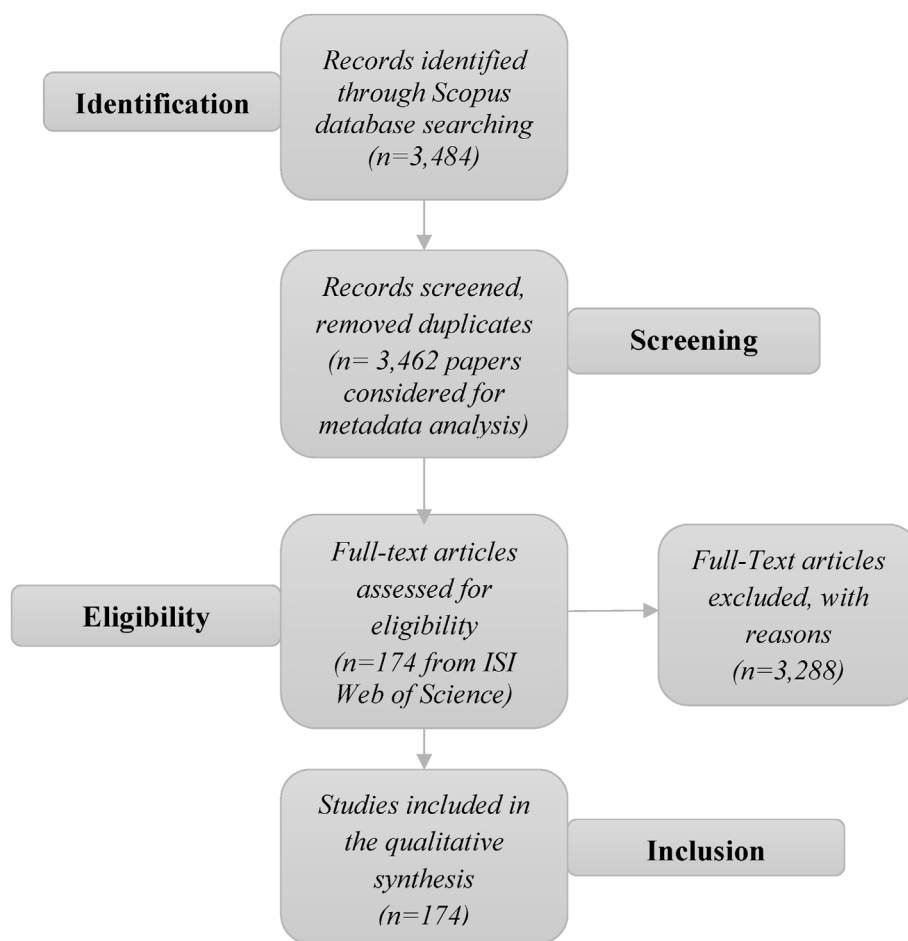 Identification
Records identified
through Scopus
database searching
(n=3,484)
Records screened,
removed duplicates
(n= 3,462 papers
considered for
metadata analysis)
Screening
Eligibility
Full-text articles
assessed for
eligibility
(n=174 from ISI
Web of Science)
Full-Text articles
excluded, with
reasons
(n=3,288)
Studies included in
the qualitative
synthesis
(n=174)
Inclusion